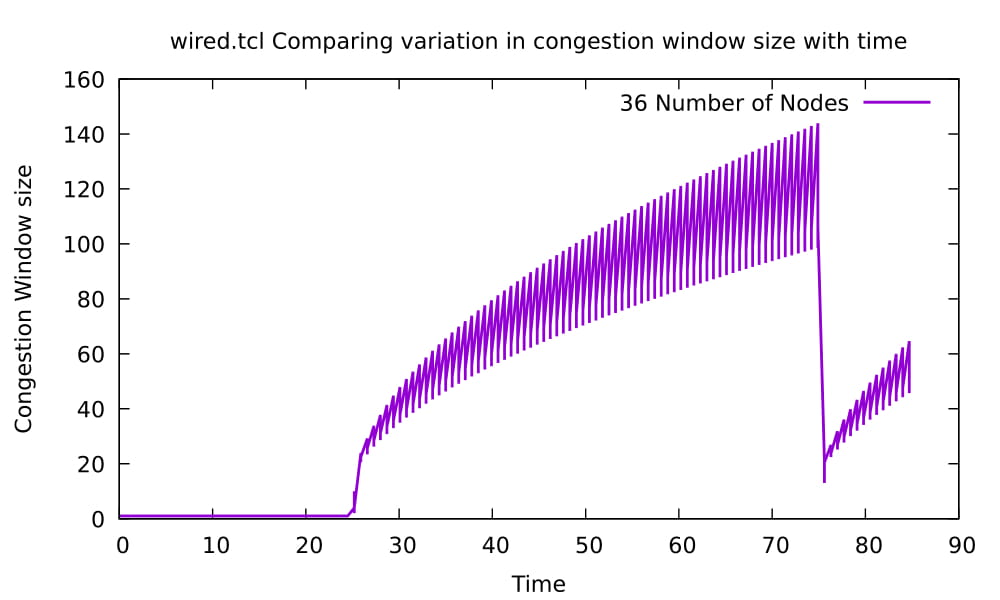 wired.tcl Comparing variation in congestion window size with time
36 Number of Nodes
Congestion Window size
160
140
120
100
80
60
40
20
0
0 10 20 30 40 50 60 70 80 90
Time